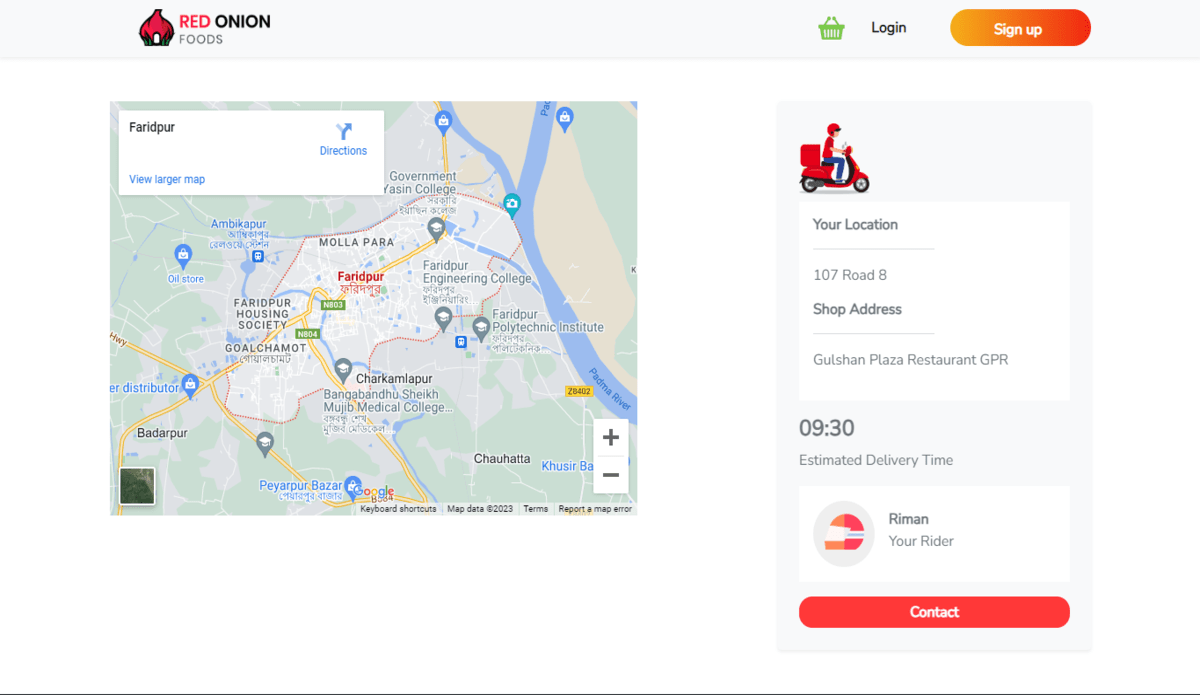 RED ONION
FOODS
Login
Sign up
Faridpur
Directions
View larger map
Government
Yasin College
সরকারি
ইয়াছিন কলেজ
Ambikapur
আম্বিকাপুর
রেলওয়ে স্টেশন
MOLLA PARA
Oil store
Faridpur
ফরিদপুর
Faridpur
Engineering College
ফরিদপুর
ইঞ্জিনিয়ারিং...
N803
FARIDPUR
HOUSING
SOCIETY
Faridpur
Polytechnic Institute
ফরিদপুর
পলিটেকনিক
N804
GOALCHAMOT
গোয়ালচামট
Hwy
er distributor
Charkamlapur
Bangabandhu Sheikh
Mujib Medical College...
বঙ্গবন্ধু শেখ
মুজিব মেডিকেল...
Z8402
Padma River
Badarpur
Chauhatta
Khusir Ba
Peyarpur Bazar
পেয়ারপুর বাজার
Google
Keyboard shortcuts
Map data ©2023
Terms
Report a map error
Your Location
107 Road 8
Shop Address
Gulshan Plaza Restaurant GPR
09:30
Estimated Delivery Time
Riman
Your Rider
Contact